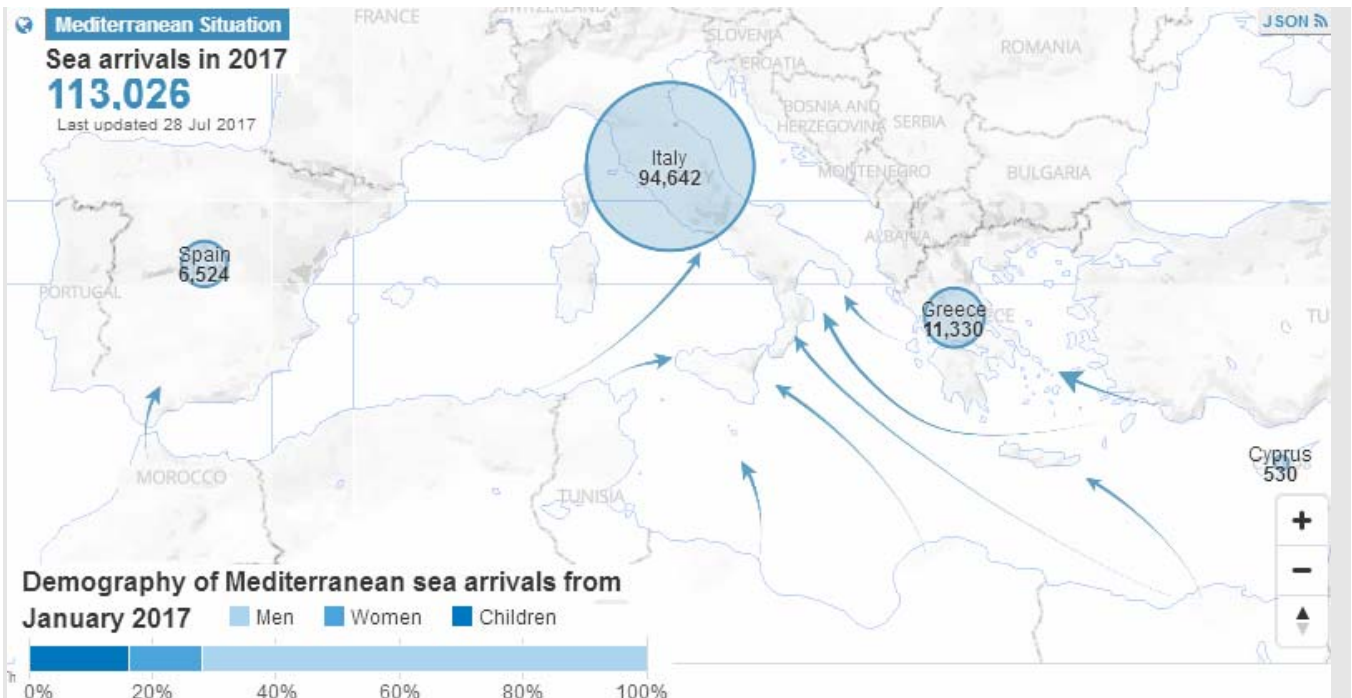 Mediterranean Situation
JSON
Sea arrivals in 2017
113,026
Last updated 28 Jul 2017
FRANCE
SWITZERLAND
SLOVENIA
CROATIA
ROMANIA
BOSNIA AND
HERZEGOVINA
SERBIA
Italy
94,642
MONTENEGRO
BULGARIA
ALBANIA
Spain
6,524
PORTUGAL
Greece
11,330
TU
Cyprus
530
MOROCCO
TUNISIA
+
−
Demography of Mediterranean sea arrivals from
January 2017
Men Women Children
0% 20% 40% 60% 80% 100%